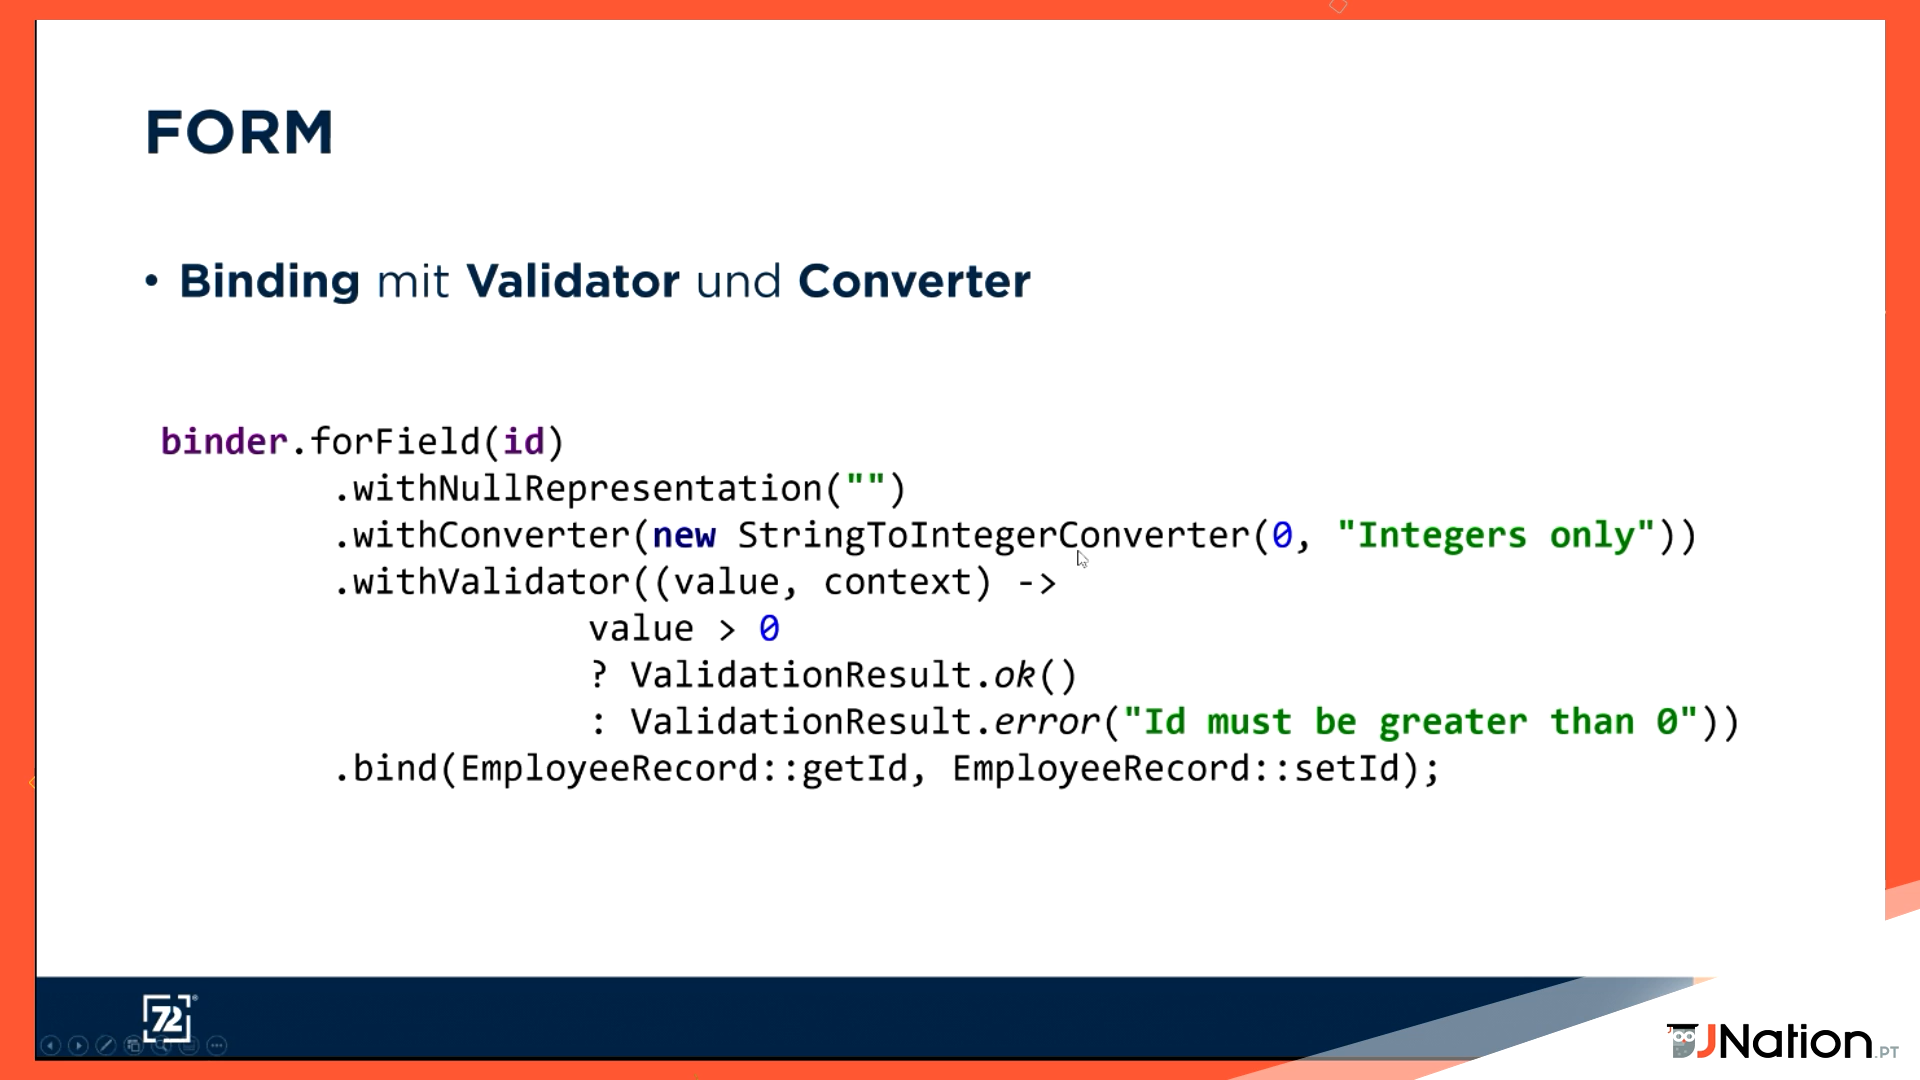 FORM
• Binding mit Validator und Converter
binder.forField(id)
.withNullRepresentation("")
.withConverter(new StringToIntegerConverter(0, "Integers only"))
.withValidator((value, context) ->
value > 0
? ValidationResult.ok()
: ValidationResult.error("Id must be greater than 0"))
.bind(EmployeeRecord::getId, EmployeeRecord::setId);
72®
JNation.PT